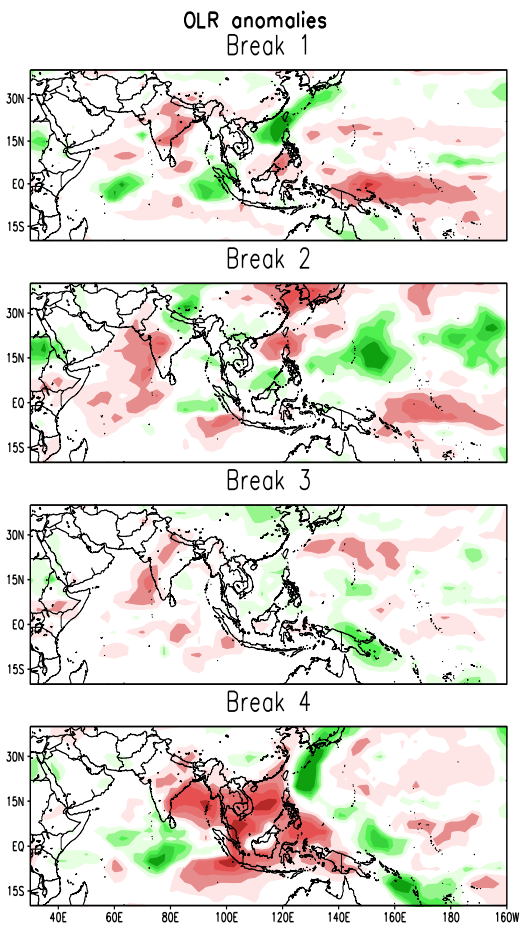 OLR anomalies
Break 1
30N
15N
EQ
15S
Break 2
30N
15N
EQ
15S
Break 3
30N
15N
EQ
15S
Break 4
30N
15N
EQ
15S
40E 60E 80E 100E 120E 140E 160E 180 160W